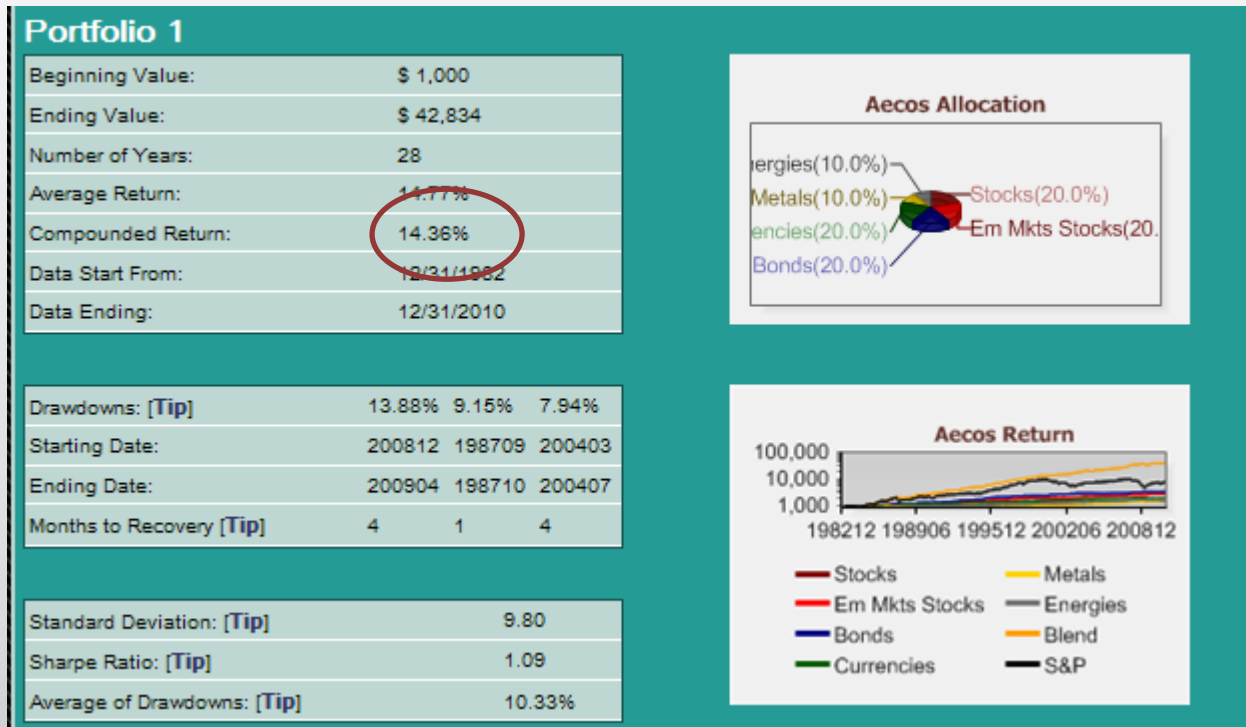 Portfolio 1
Beginning Value: $ 1,000
Ending Value: $ 42,834
Number of Years: 28
Average Return: 14.77%
Compounded Return: 14.36%
Data Start From: 12/31/1982
Data Ending: 12/31/2010
Drawdowns: [Tip] 13.88% 9.15% 7.94%
Starting Date: 200812 198709 200403
Ending Date: 200904 198710 200407
Months to Recovery [Tip] 4 1 4
Standard Deviation: [Tip] 9.80
Sharpe Ratio: [Tip] 1.09
Average of Drawdowns: [Tip] 10.33%
Aecos Allocation
ergies(10.0%)
Metals(10.0%) Stocks(20.0%)
encies(20.0%) Em Mkts Stocks(20.
Bonds(20.0%)
Aecos Return
100,000
10,000
1,000
198212 198906 199512 200206 200812
Stocks Metals
Em Mkts Stocks Energies
Bonds Blend
Currencies S&P